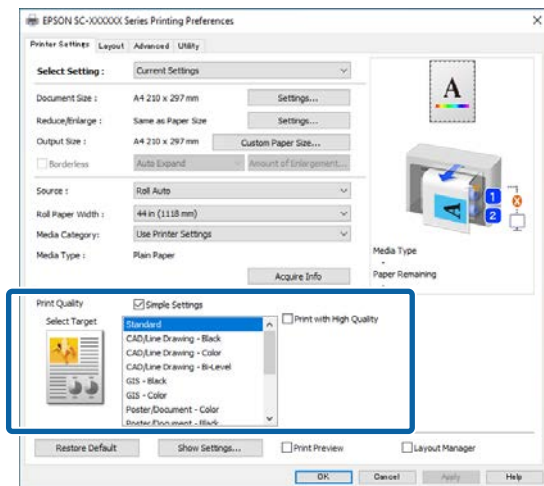 EPSON SC-XXXXXX Series Printing Preferences
Printer Settings Layout Advanced Utility
Select Setting : Current Settings
Document Size : A4 210 x 297 mm Settings...
Reduce/Enlarge : Same as Paper Size Settings...
Output Size : A4 210 x 297 mm Custom Paper Size...
Borderless Auto Expand Amount of Enlargement...
Source : Roll Auto
Roll Paper Width : 44 in (1118 mm)
Media Category: Use Printer Settings
Media Type : Plain Paper
Acquire Info
A
A
1
2
Media Type
-
Paper Remaining
-
Print Quality Simple Settings
Select Target
Standard
CAD/Line Drawing - Black
CAD/Line Drawing - Color
CAD/Line Drawing - Bi-Level
GIS - Black
GIS - Color
Poster/Document - Color
Poster/Document - Black
Print with High Quality
Restore Default Show Settings... Print Preview Layout Manager
OK Cancel Apply Help